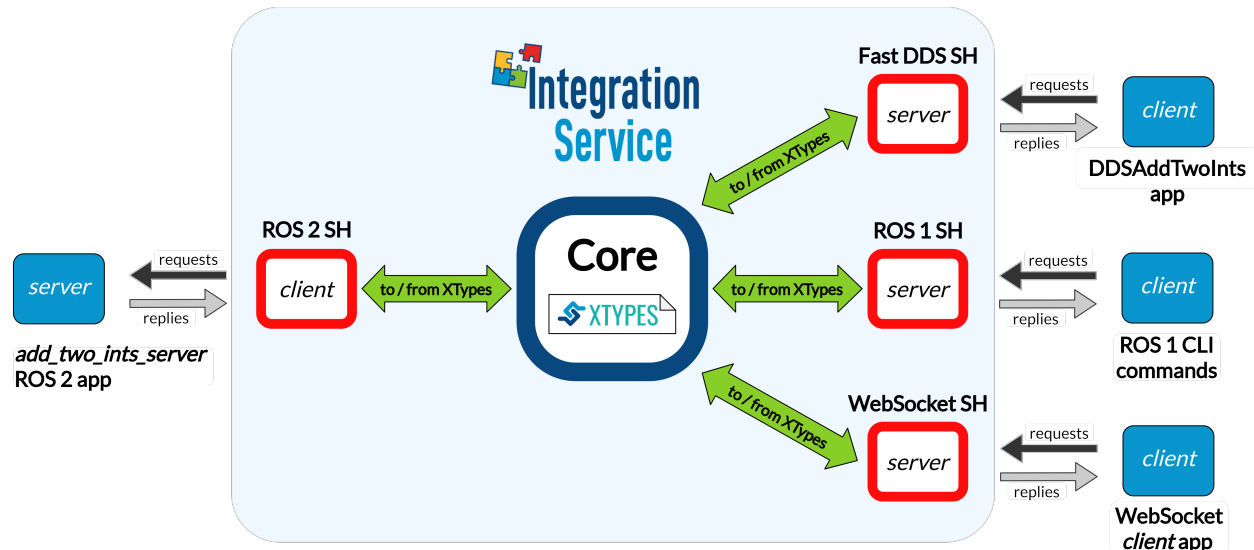 Integration
Service
Fast DDS SH
server
requests
replies
client
DDSAddTwoInts
app
to / from XTypes
ROS 2 SH
client
requests
replies
server
add_two_ints_server
ROS 2 app
to / from XTypes
Core
XTYPES
to / from XTypes
ROS 1 SH
server
requests
replies
client
ROS 1 CLI
commands
to / from XTypes
WebSocket SH
server
requests
replies
client
WebSocket
client app